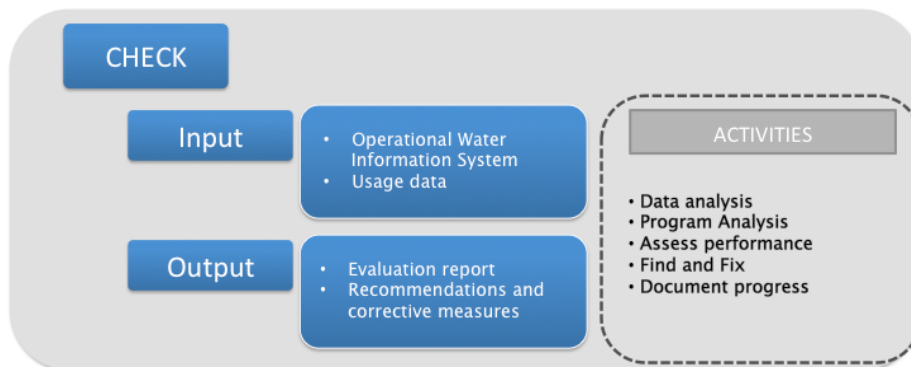 CHECK
Input
• Operational Water
Information System
• Usage data
Output
• Evaluation report
• Recommendations and
corrective measures
ACTIVITIES
• Data analysis
• Program Analysis
• Assess performance
• Find and Fix
• Document progress